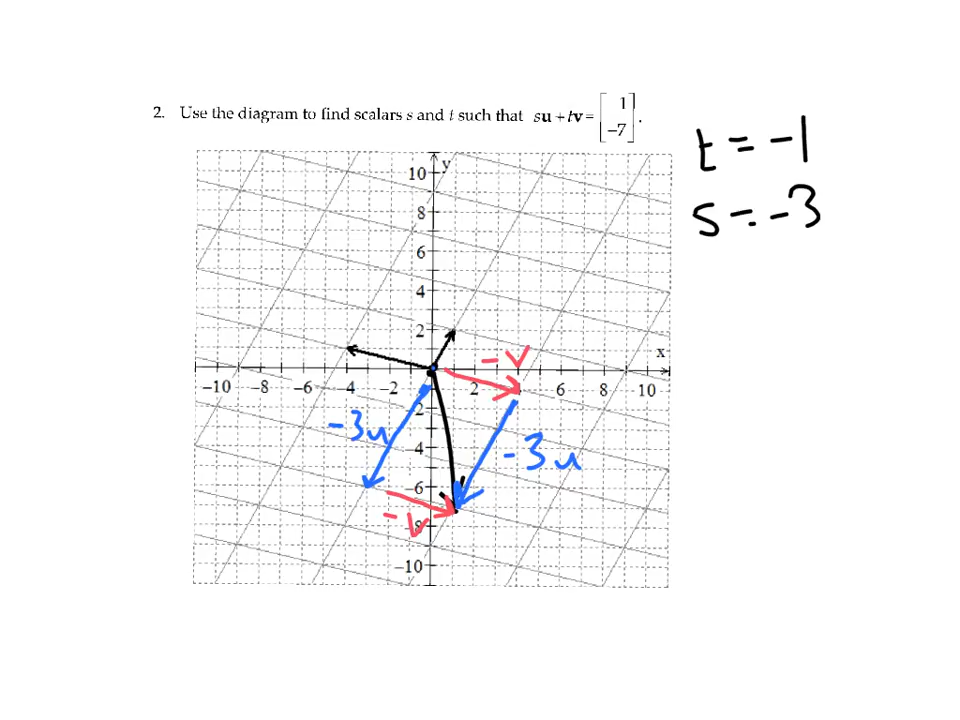 2. Use the diagram to find scalars s and t such that su + tv = [1
-7].
t = -1
s = -3
y
10
8
6
4
2
x
-10 -8 -6 -4 -2 2 6 8 10
-v
-2
-3u
-4
-3u
-6
-v
-8
-10